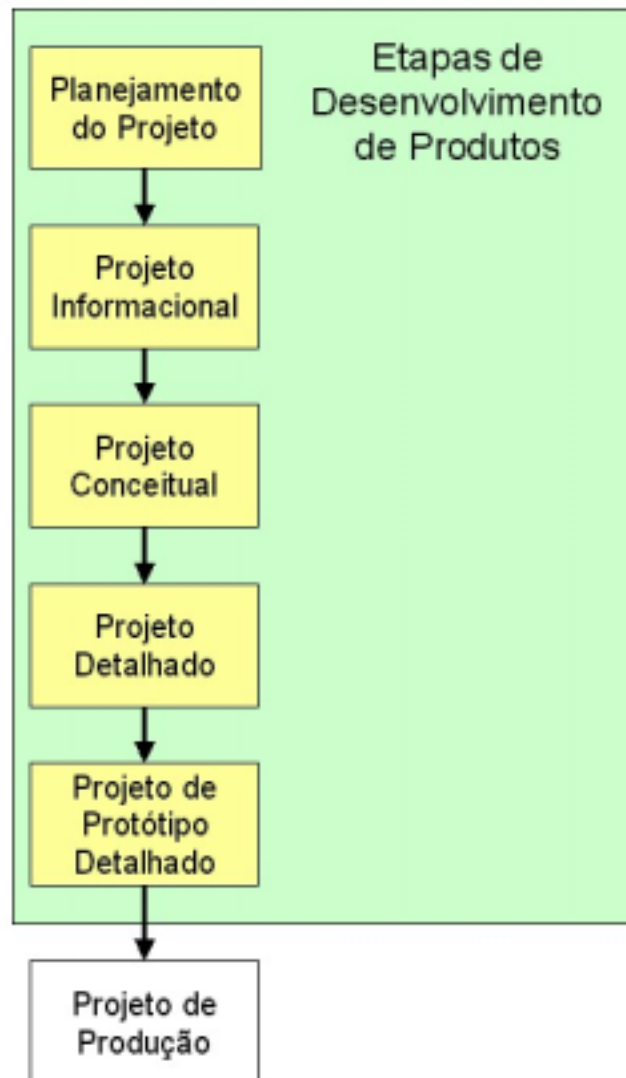 Etapas de
Desenvolvimento
de Produtos
Planejamento
do Projeto
Projeto
Informacional
Projeto
Conceitual
Projeto
Detalhado
Projeto de
Protótipo
Detalhado
Projeto de
Produção